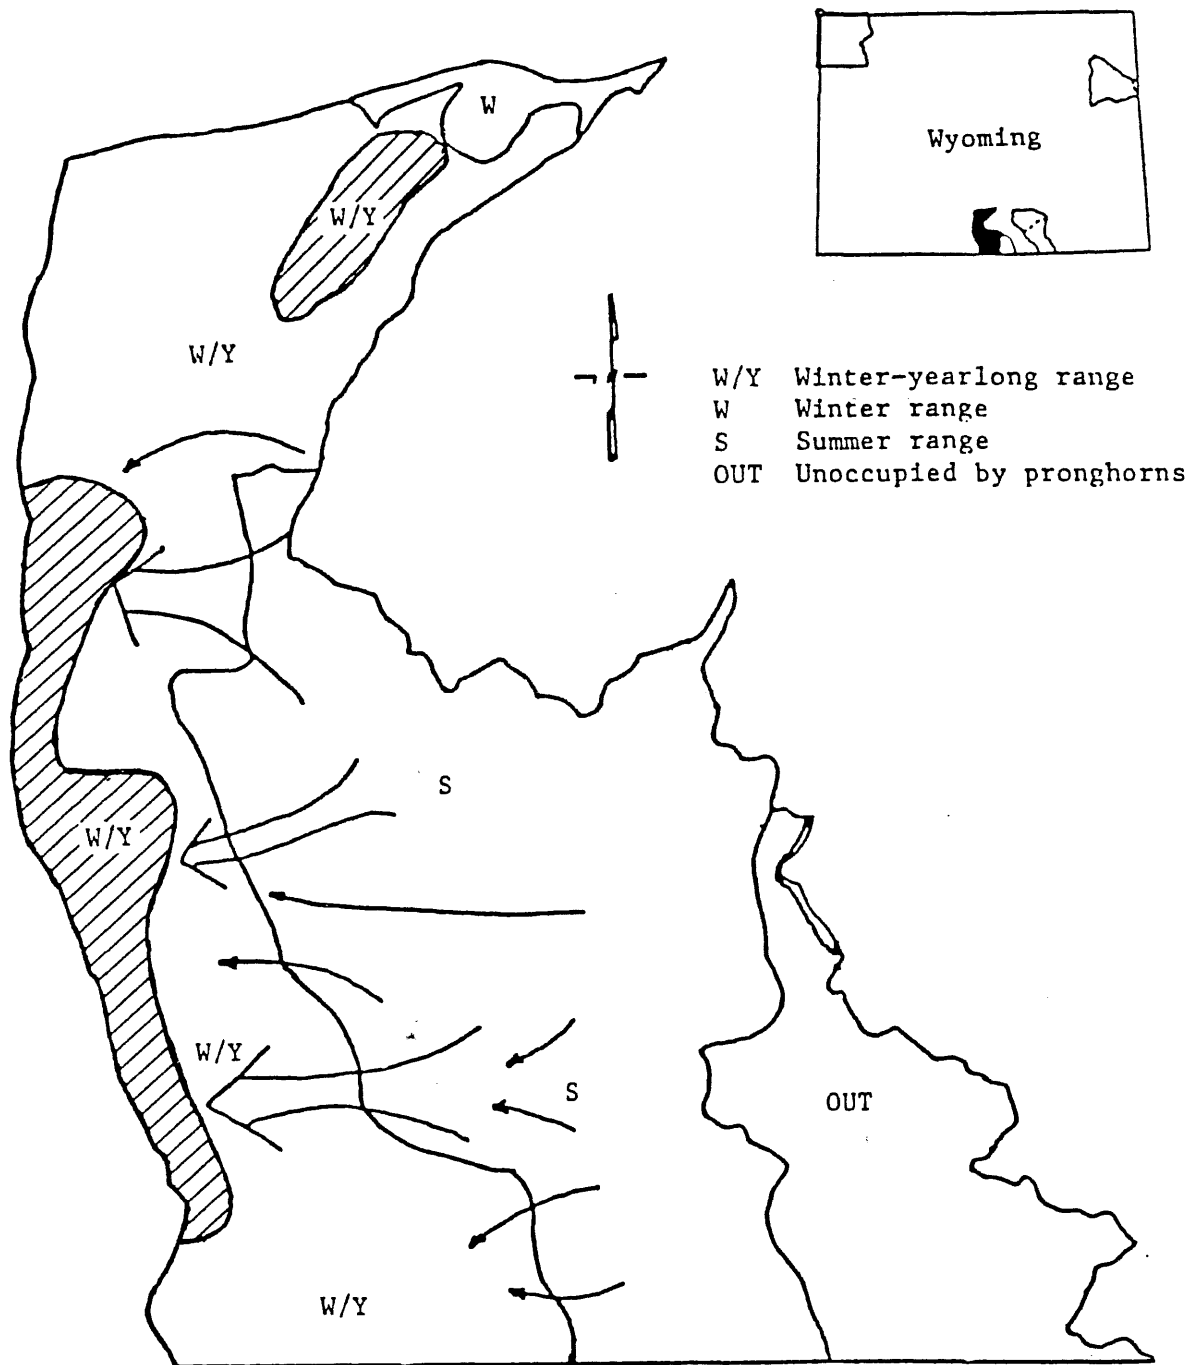 W
Wyoming
W/Y
W/Y
W/Y Winter-yearlong range
W Winter range
S Summer range
OUT Unoccupied by pronghorns
S
W/Y
W/Y
S
OUT
W/Y